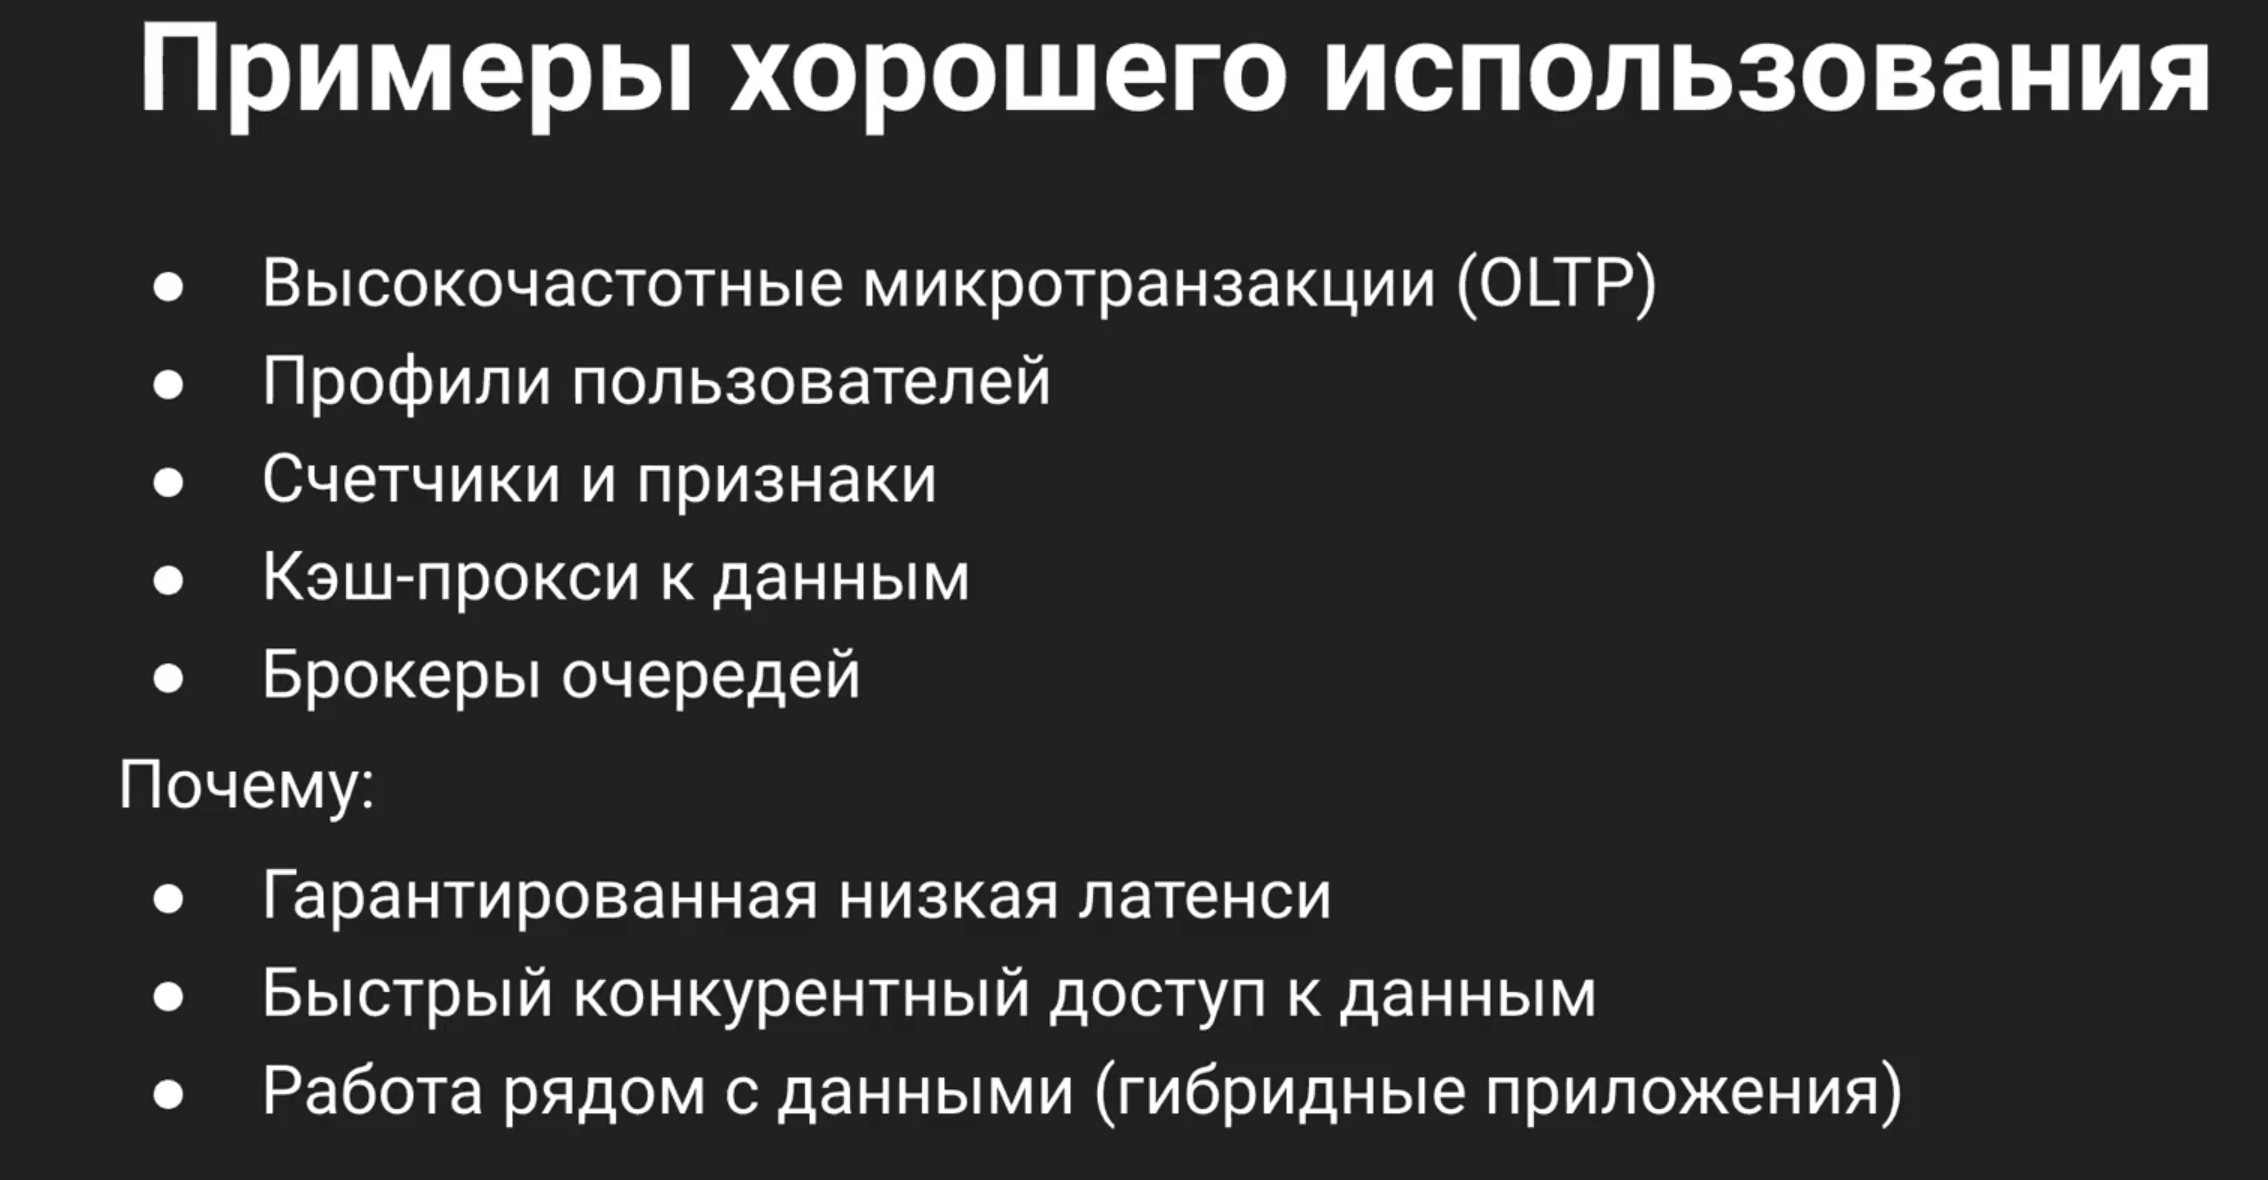 Примеры хорошего использования
● Высокочастотные микротранзакции (OLTP)
● Профили пользователей
● Счетчики и признаки
● Кэш-прокси к данным
● Брокеры очередей
Почему:
● Гарантированная низкая латенси
● Быстрый конкурентный доступ к данным
● Работа рядом с данными (гибридные приложения)